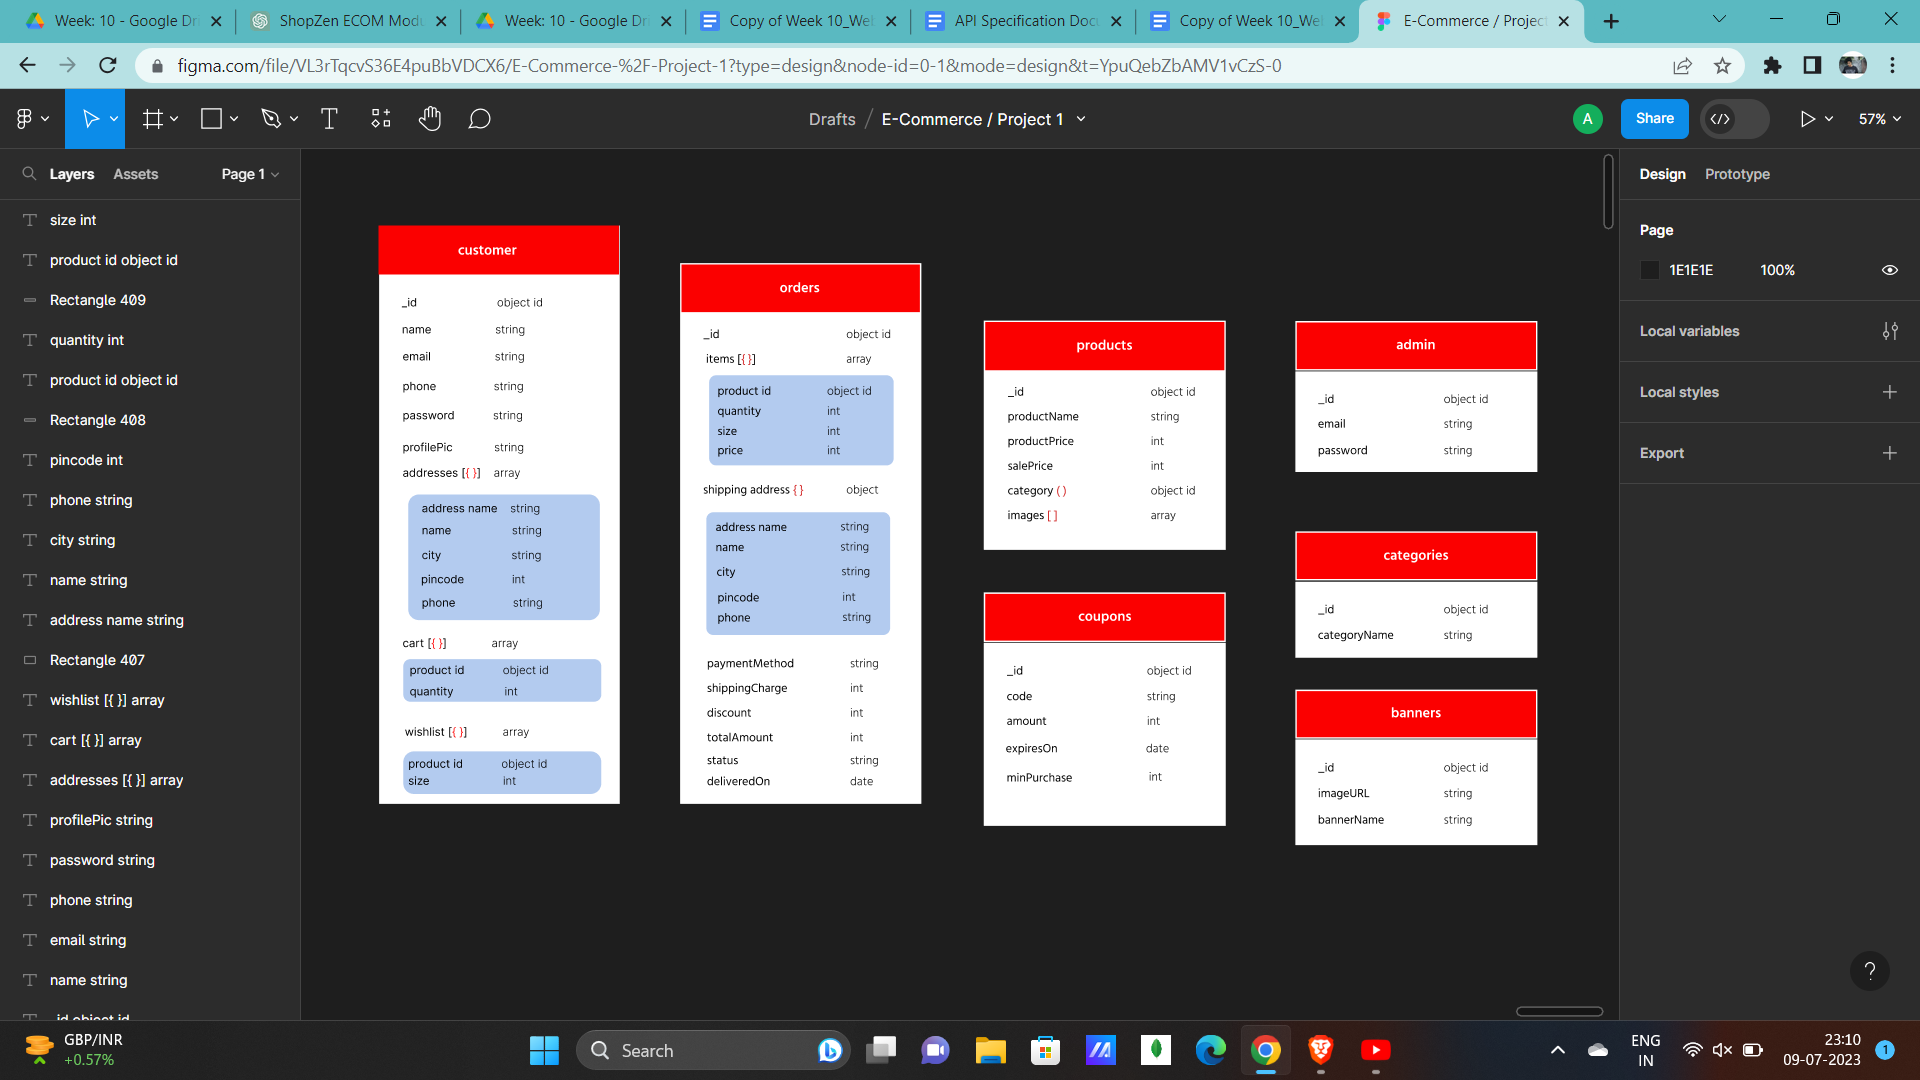 Week: 10 - Google Dri
ShopZen ECOM Modu
Week: 10 - Google Dri
Copy of Week 10_We
API Specification Docu
Copy of Week 10_We
E-Commerce / Project
figma.com/file/VL3rTqcvS36E4puBbVDCX6/E-Commerce-%2F-Project-1?type=design&node-id=0-1&mode=design&t=YpuQebZbAMV1vCzS-0
Drafts / E-Commerce / Project 1
A
Share
57%
Layers
Assets
Page 1
size int
product id object id
Rectangle 409
quantity int
product id object id
Rectangle 408
pincode int
phone string
city string
name string
address name string
Rectangle 407
wishlist [{ }] array
cart [{ }] array
addresses [{ }] array
profilePic string
password string
phone string
email string
name string
_id object id
customer
_id object id
name string
email string
phone string
password string
profilePic string
addresses [{ }] array
address name string
name string
city string
pincode int
phone string
cart [{ }] array
product id object id
quantity int
wishlist [{ }] array
product id object id
size int
orders
_id object id
items [{ }] array
product id object id
quantity int
size int
price int
shipping address { } object
address name string
name string
city string
pincode int
phone string
paymentMethod string
shippingCharge int
discount int
totalAmount int
status string
deliveredOn date
products
_id object id
productName string
productPrice int
salePrice int
category ( ) object id
images [ ] array
coupons
_id object id
code string
amount int
expiresOn date
minPurchase int
admin
_id object id
email string
password string
categories
_id object id
categoryName string
banners
_id object id
imageURL string
bannerName string
Design
Prototype
Page
1E1E1E 100%
Local variables
Local styles
Export
?
GBP/INR
+0.57%
Search
ENG
IN
23:10
09-07-2023
1